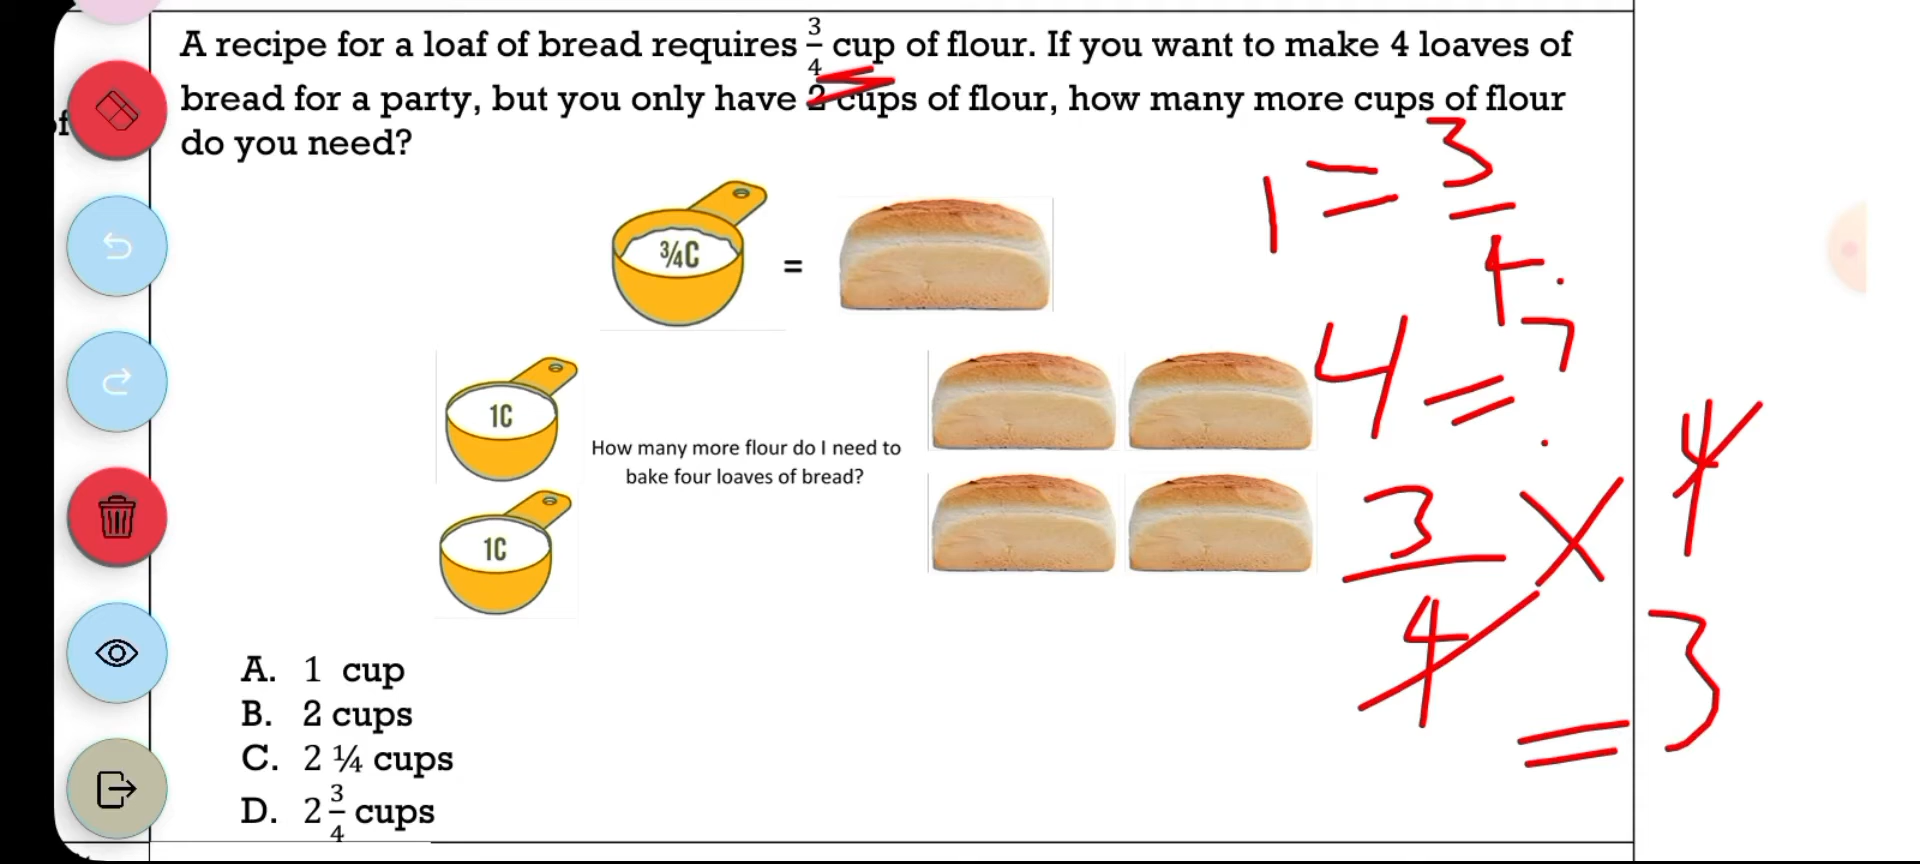 A recipe for a loaf of bread requires 3/4 cup of flour. If you want to make 4 loaves of
bread for a party, but you only have 2 cups of flour, how many more cups of flour
do you need?
of
¾C
=
1C
How many more flour do I need to
bake four loaves of bread?
1C
A. 1 cup
B. 2 cups
C. 2 ¼ cups
D. 2 3/4 cups
1 = 3/4
4 = ?
3/4 × 4
= 3